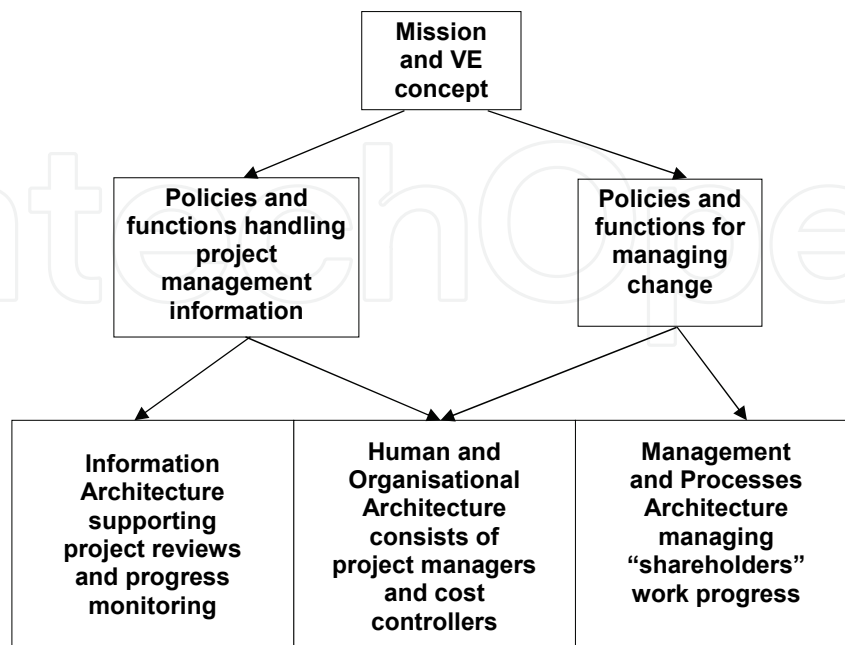 Mission
and VE
concept
Policies and
functions handling
project
management
information
Policies and
functions for
managing
change
Information
Architecture
supporting
project reviews
and progress
monitoring
Human and
Organisational
Architecture
consists of
project managers
and cost
controllers
Management
and Processes
Architecture
managing
“shareholders”
work progress